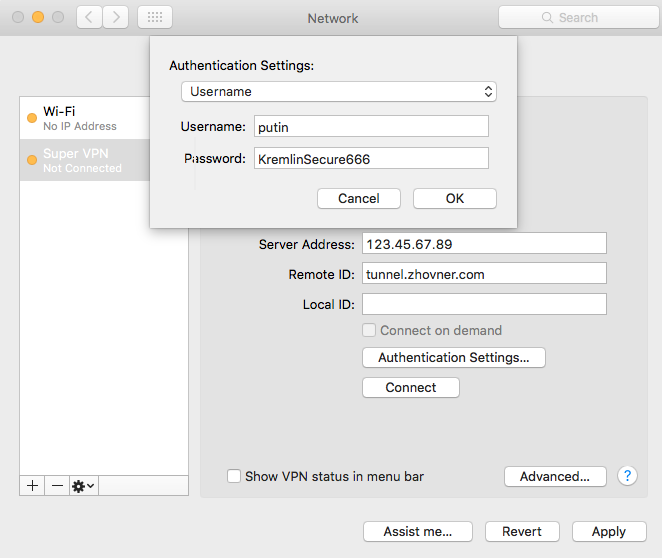 Network
Search
Authentication Settings:
Username
Username: putin
Password: KremlinSecure666
Cancel OK
Wi-Fi
No IP Address
Super VPN
Not Connected
Server Address: 123.45.67.89
Remote ID: tunnel.zhovner.com
Local ID:
Connect on demand
Authentication Settings...
Connect
Show VPN status in menu bar Advanced... ?
Assist me... Revert Apply